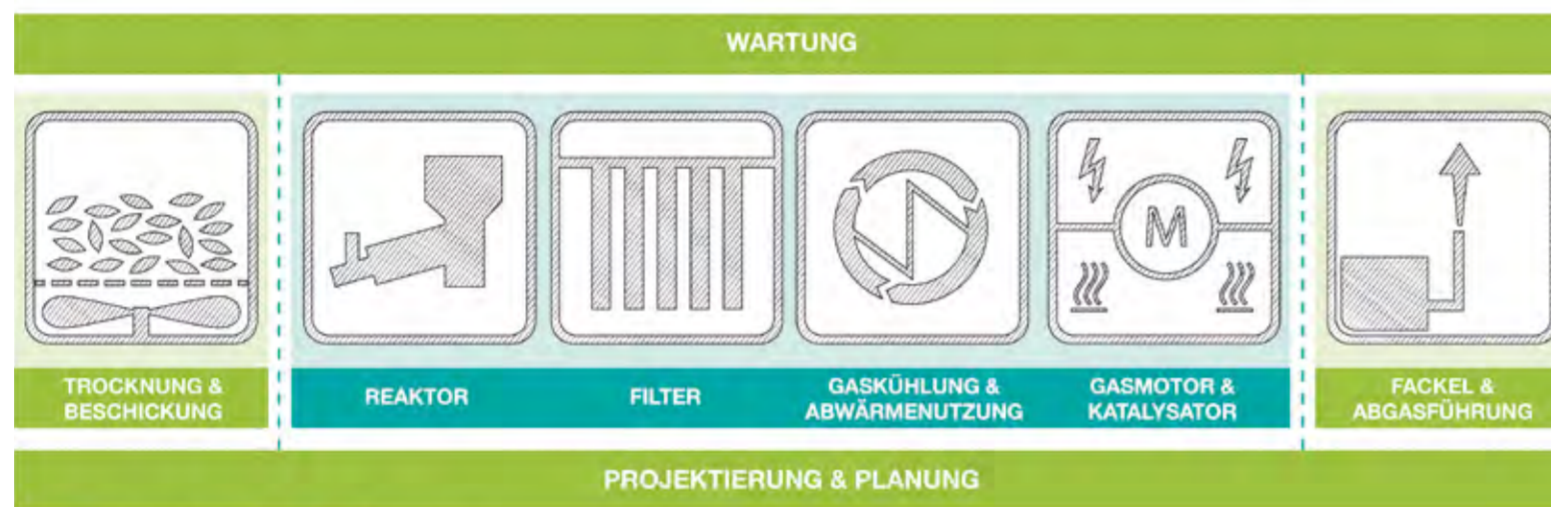 WARTUNG
TROCKNUNG &
BESCHICKUNG
REAKTOR
FILTER
GASKÜHLUNG &
ABWÄRMENUTZUNG
M
GASMOTOR &
KATALYSATOR
FACKEL &
ABGASFÜHRUNG
PROJEKTIERUNG & PLANUNG